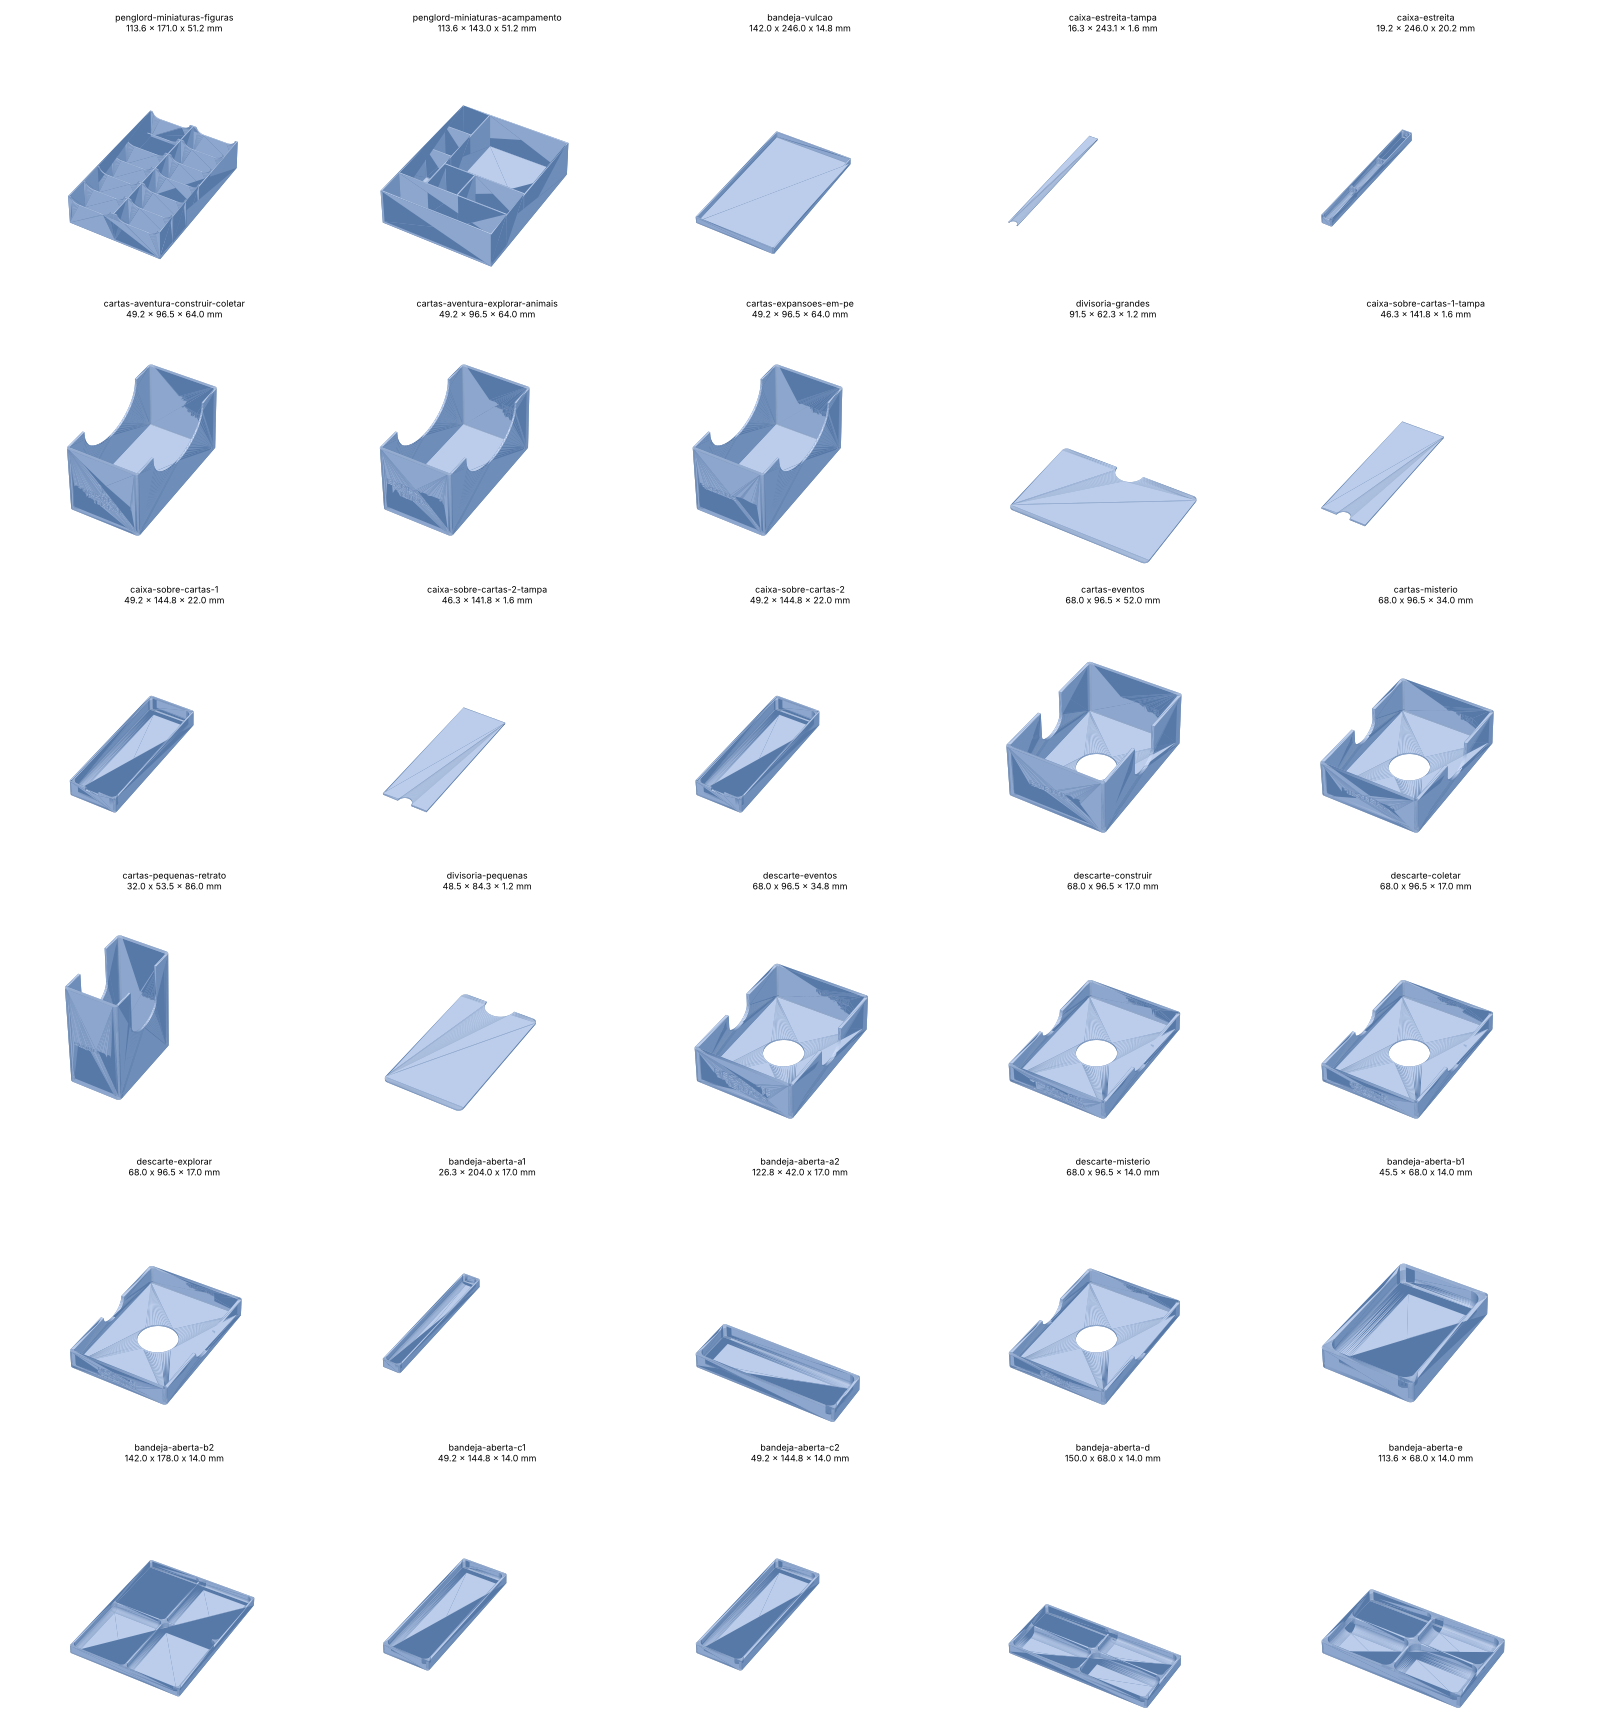 penglord-miniaturas-figuras
113.6 × 171.0 x 51.2 mm
penglord-miniaturas-acampamento
113.6 × 143.0 x 51.2 mm
bandeja-vulcao
142.0 x 246.0 x 14.8 mm
caixa-estreita-tampa
16.3 × 243.1 × 1.6 mm
caixa-estreita
19.2 × 246.0 x 20.2 mm
cartas-aventura-construir-coletar
49.2 × 96.5 × 64.0 mm
cartas-aventura-explorar-animais
49.2 × 96.5 × 64.0 mm
cartas-expansoes-em-pe
49.2 × 96.5 × 64.0 mm
divisoria-grandes
91.5 × 62.3 × 1.2 mm
caixa-sobre-cartas-1-tampa
46.3 × 141.8 × 1.6 mm
caixa-sobre-cartas-1
49.2 × 144.8 × 22.0 mm
caixa-sobre-cartas-2-tampa
46.3 × 141.8 × 1.6 mm
caixa-sobre-cartas-2
49.2 × 144.8 × 22.0 mm
cartas-eventos
68.0 x 96.5 × 52.0 mm
cartas-misterio
68.0 x 96.5 × 34.0 mm
cartas-pequenas-retrato
32.0 x 53.5 × 86.0 mm
divisoria-pequenas
48.5 × 84.3 × 1.2 mm
descarte-eventos
68.0 x 96.5 × 34.8 mm
descarte-construir
68.0 x 96.5 × 17.0 mm
descarte-coletar
68.0 x 96.5 × 17.0 mm
descarte-explorar
68.0 x 96.5 × 17.0 mm
bandeja-aberta-a1
26.3 × 204.0 x 17.0 mm
bandeja-aberta-a2
122.8 × 42.0 x 17.0 mm
descarte-misterio
68.0 x 96.5 × 14.0 mm
bandeja-aberta-b1
45.5 × 68.0 x 14.0 mm
bandeja-aberta-b2
142.0 x 178.0 x 14.0 mm
bandeja-aberta-c1
49.2 × 144.8 × 14.0 mm
bandeja-aberta-c2
49.2 × 144.8 × 14.0 mm
bandeja-aberta-d
150.0 x 68.0 x 14.0 mm
bandeja-aberta-e
113.6 × 68.0 x 14.0 mm